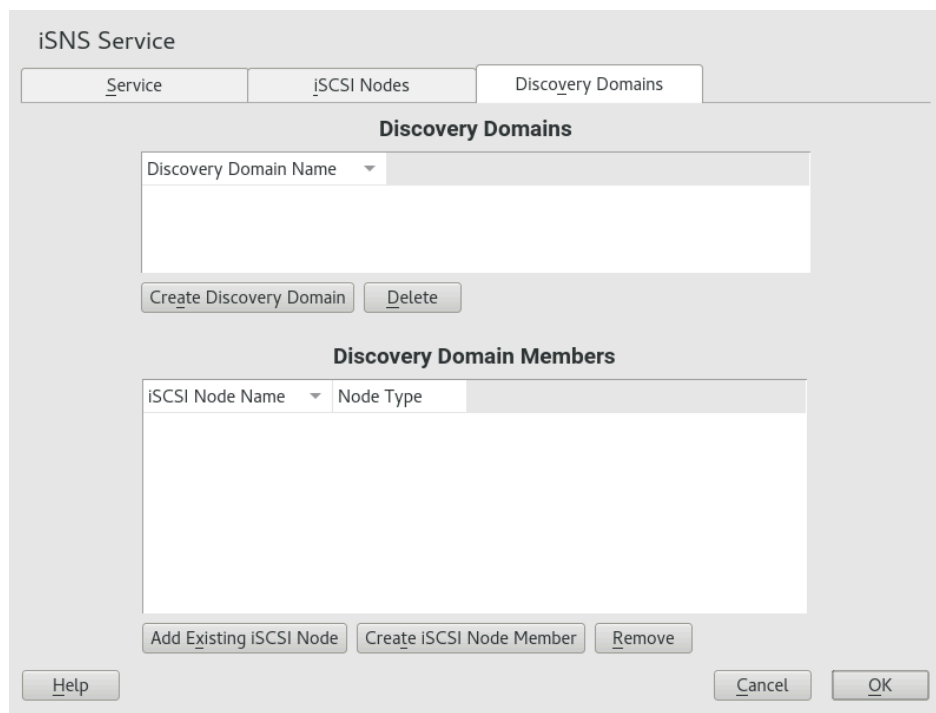 iSNS Service
Service iSCSI Nodes Discovery Domains
Discovery Domains
Discovery Domain Name
Create Discovery Domain Delete
Discovery Domain Members
iSCSI Node Name Node Type
Add Existing iSCSI Node Create iSCSI Node Member Remove
Help Cancel OK